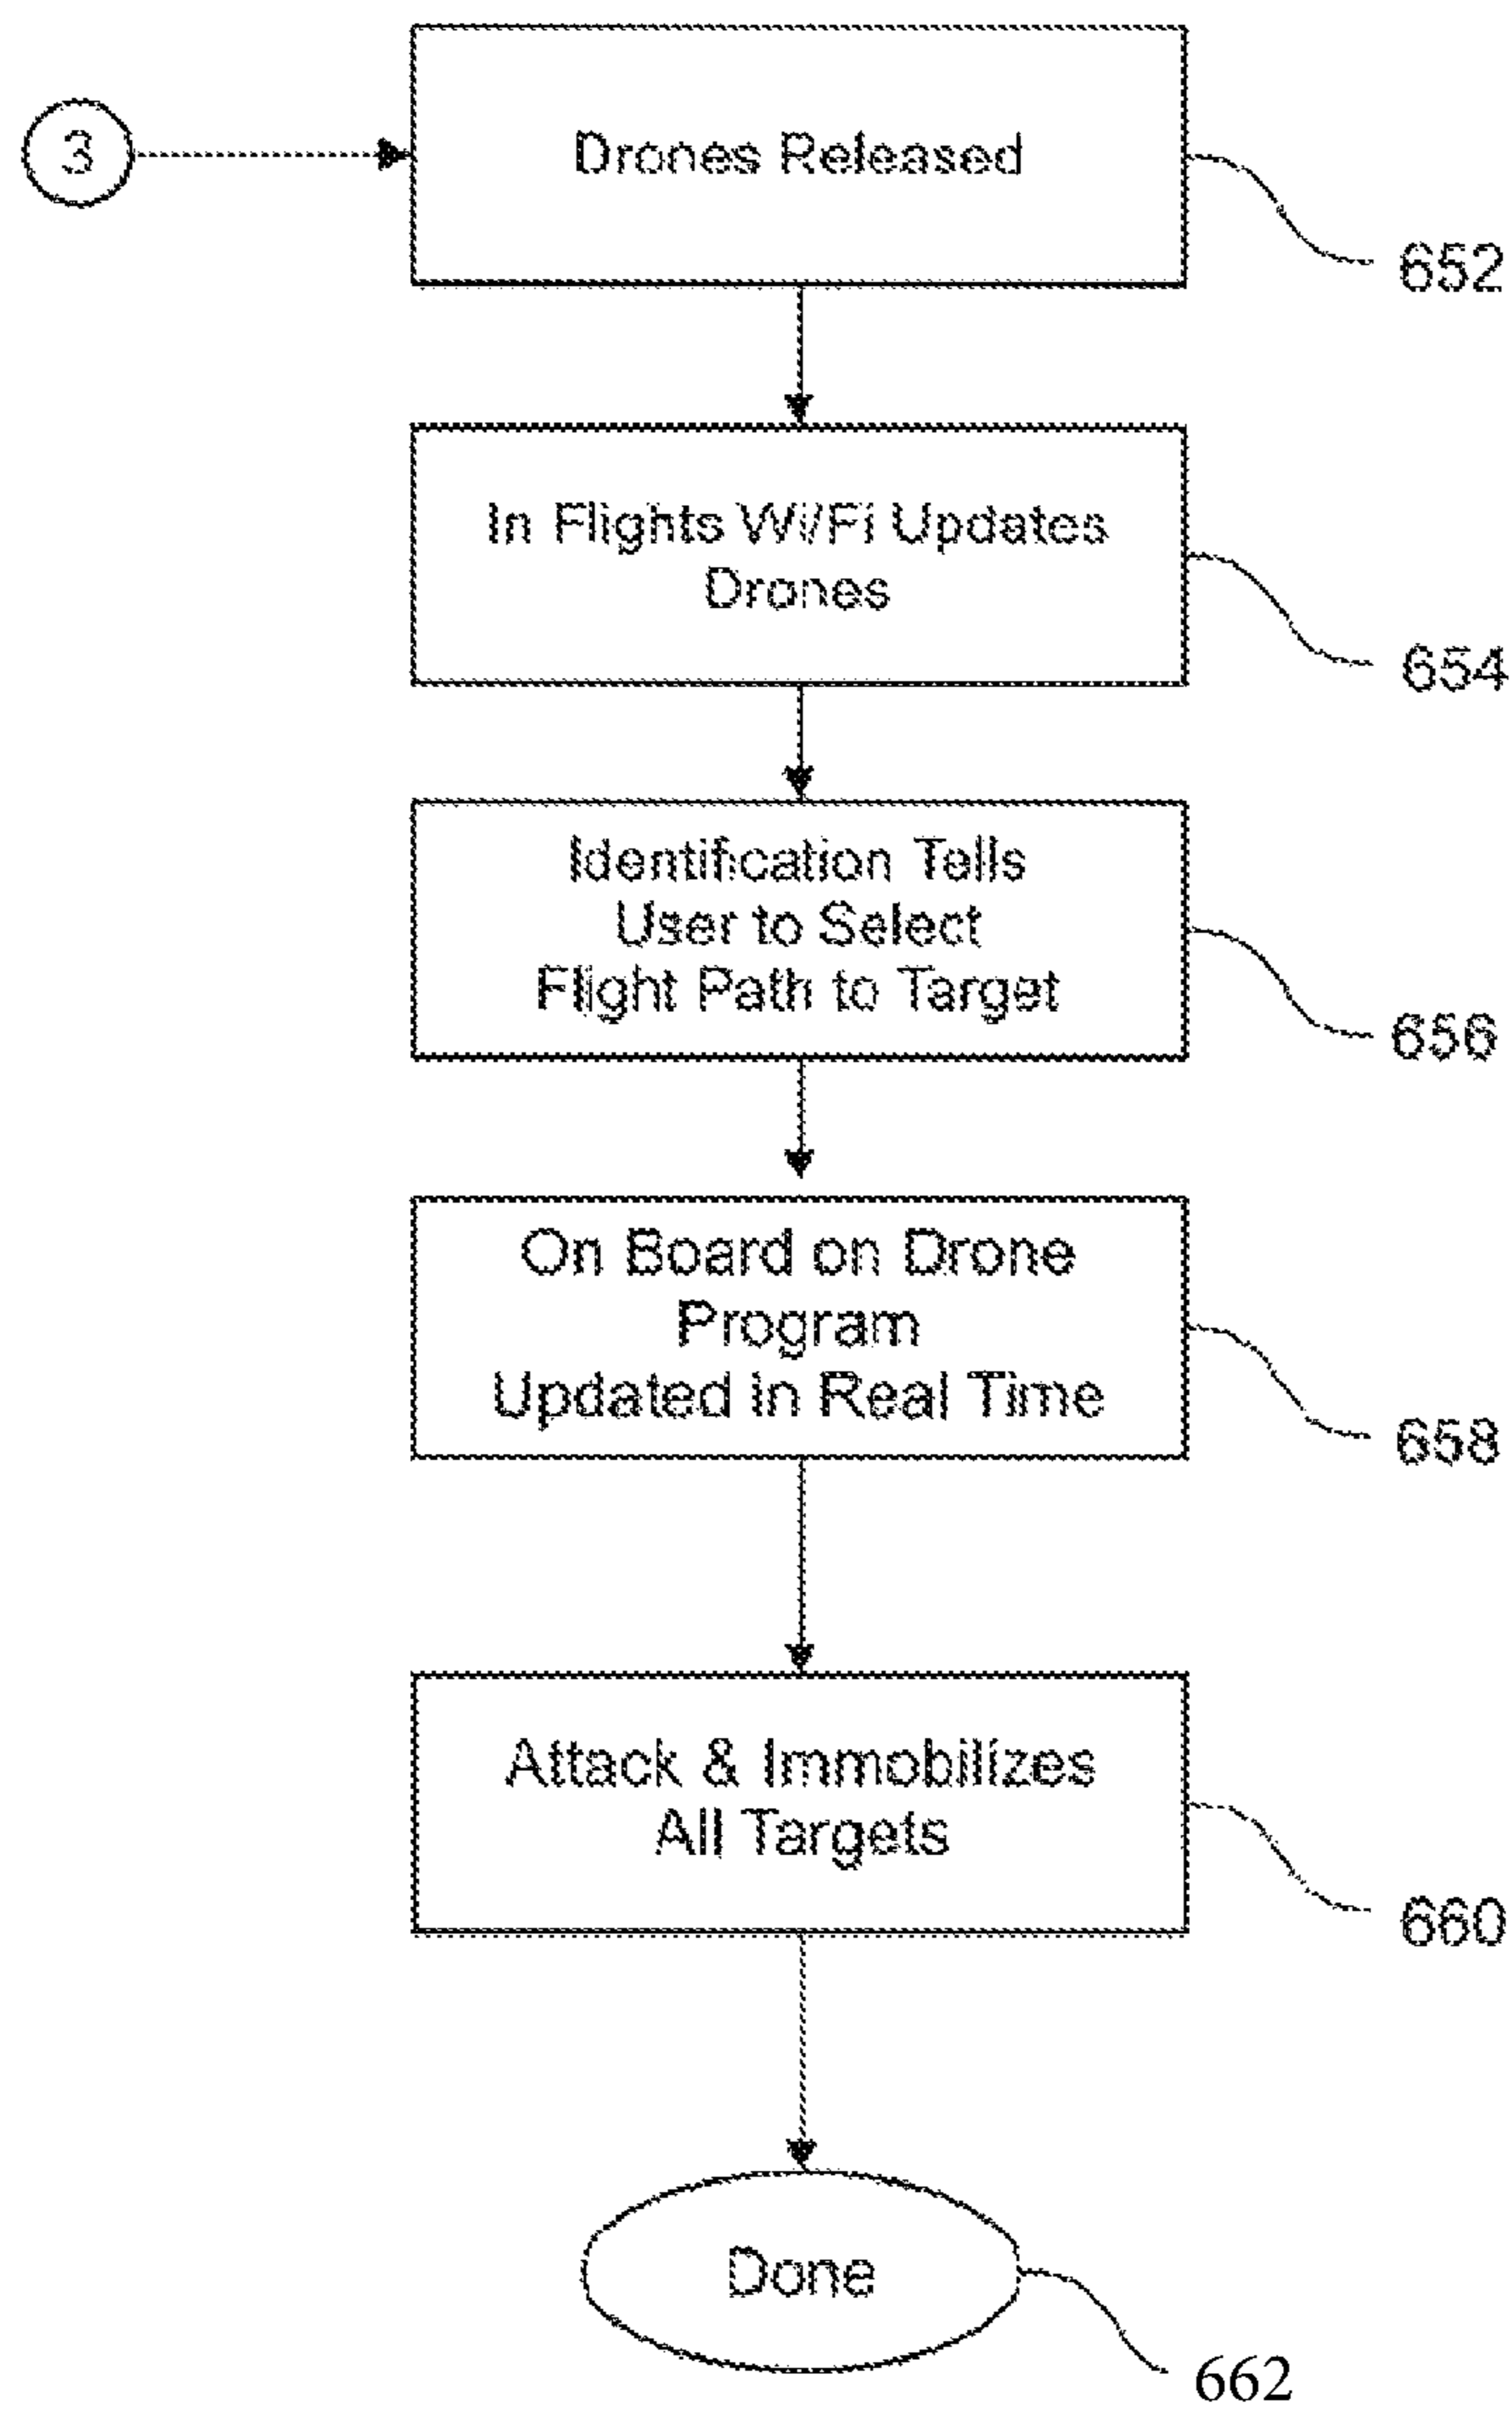 3
Drones Released
652
In Flights Wi/Fi Updates
Drones
654
Identification Tells
User to Select
Flight Path to Target
656
On Board on Drone
Program
Updated in Real Time
658
Attack & Immobilizes
All Targets
660
Done
662